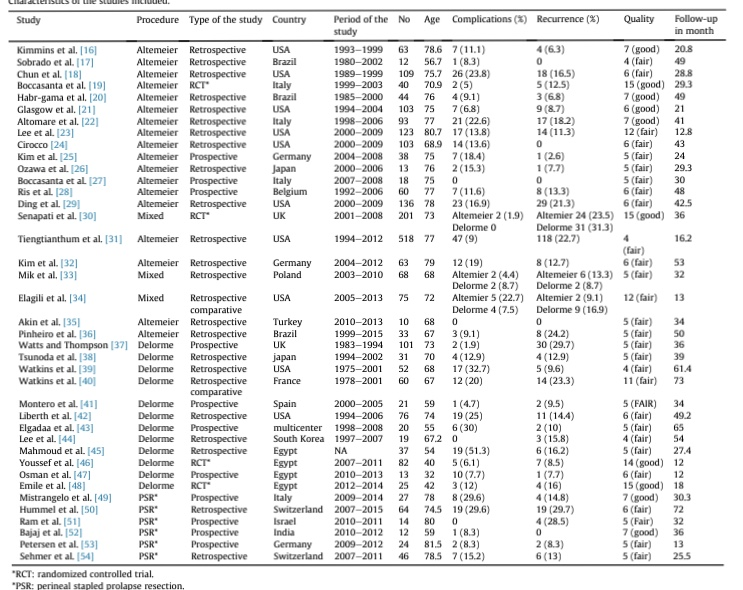 Characteristics of the studies included.
Study Procedure Type of the study Country Period of the study No Age Complications (%) Recurrence (%) Quality Follow-up in month
Kimmins et al. [16] Altemeier Retrospective USA 1993–1999 63 78.6 7 (11.1) 4 (6.3) 7 (good) 20.8
Sobrado et al. [17] Altemeier Retrospective Brazil 1980–2002 12 56.7 1 (8.3) 0 4 (fair) 49
Chun et al. [18] Altemeier Retrospective USA 1989–1999 109 75.7 26 (23.8) 18 (16.5) 6 (fair) 28.8
Boccasanta et al. [19] Altemeier RCT* Italy 1999–2003 40 70.9 2 (5) 5 (12.5) 15 (good) 29.3
Habr-gama et al. [20] Altemeier Retrospective Brazil 1985–2000 44 76 4 (9.1) 3 (6.8) 7 (good) 49
Glasgow et al. [21] Altemeier Retrospective USA 1994–2004 103 75 7 (6.8) 9 (8.7) 6 (good) 21
Altomare et al. [22] Altemeier Retrospective Italy 1998–2006 93 77 21 (22.6) 17 (18.2) 7 (good) 41
Lee et al. [23] Altemeier Retrospective USA 2000–2009 123 80.7 17 (13.8) 14 (11.3) 12 (fair) 12.8
Cirocco [24] Altemeier Retrospective USA 2000–2009 103 68.9 14 (13.6) 0 6 (fair) 43
Kim et al. [25] Altemeier Prospective Germany 2004–2008 38 75 7 (18.4) 1 (2.6) 5 (fair) 24
Ozawa et al. [26] Altemeier Retrospective Japan 2000–2006 13 76 2 (15.3) 1 (7.7) 5 (fair) 29.3
Boccasanta et al. [27] Altemeier Prospective Italy 2007–2008 18 75 0 0 5 (fair) 30
Ris et al. [28] Altemeier Prospective Belgium 1992–2006 60 77 7 (11.6) 8 (13.3) 6 (fair) 48
Ding et al. [29] Altemeier Retrospective USA 2000–2009 136 78 23 (16.9) 29 (21.3) 6 (fair) 42.5
Senapati et al. [30] Mixed RCT* UK 2001–2008 201 73 Altemeier 2 (1.9) Altemier 24 (23.5) 15 (good) 36
Delorme 0 Delorme 31 (31.3)
Tiengtianthum et al. [31] Altemeier Retrospective USA 1994–2012 518 77 47 (9) 118 (22.7) 4 (fair) 16.2
Kim et al. [32] Altemeier Retrospective Germany 2004–2012 63 79 12 (19) 8 (12.7) 6 (fair) 53
Mik et al. [33] Mixed Retrospective Poland 2003–2010 68 68 Altemier 2 (4.4) Altemeier 6 (13.3) 5 (fair) 32
Delorme 2 (8.7) Delorme 2 (8.7)
Elagili et al. [34] Mixed Retrospective comparative USA 2005–2013 75 72 Altemier 5 (22.7) Altemier 2 (9.1) 12 (fair) 13
Delorme 4 (7.5) Delorme 9 (16.9)
Akin et al. [35] Altemeier Retrospective Turkey 2010–2013 10 68 0 0 5 (fair) 34
Pinheiro et al. [36] Altemeier Retrospective Brazil 1999–2015 33 67 3 (9.1) 8 (24.2) 5 (fair) 50
Watts and Thompson [37] Delorme Prospective UK 1983–1994 101 73 2 (1.9) 30 (29.7) 5 (fair) 36
Tsunoda et al. [38] Delorme Retrospective japan 1994–2002 31 70 4 (12.9) 4 (12.9) 5 (fair) 39
Watkins et al. [39] Delorme Retrospective USA 1975–2001 52 68 17 (32.7) 5 (9.6) 4 (fair) 61.4
Watkins et al. [40] Delorme Retrospective comparative France 1978–2001 60 67 12 (20) 14 (23.3) 11 (fair) 73
Montero et al. [41] Delorme Prospective Spain 2000–2005 21 59 1 (4.7) 2 (9.5) 5 (FAIR) 34
Liberth et al. [42] Delorme Retrospective USA 1994–2006 76 74 19 (25) 11 (14.4) 6 (fair) 49.2
Elgadaa et al. [43] Delorme Prospective multicenter 1998–2008 20 55 6 (30) 2 (10) 5 (fair) 65
Lee et al. [44] Delorme Retrospective South Korea 1997–2007 19 67.2 0 3 (15.8) 4 (fair) 54
Mahmoud et al. [45] Delorme Retrospective Egypt NA 37 54 19 (51.3) 6 (16.2) 5 (fair) 27.4
Youssef et al. [46] Delorme RCT* Egypt 2007–2011 82 40 5 (6.1) 7 (8.5) 14 (good) 12
Osman et al. [47] Delorme Prospective Egypt 2010–2013 13 32 10 (7.7) 1 (7.7) 6 (fair) 12
Emile et al. [48] Delorme RCT* Egypt 2012–2014 25 42 3 (12) 4 (16) 15 (good) 18
Mistrangelo et al. [49] PSR* Prospective Italy 2009–2014 27 78 8 (29.6) 4 (14.8) 7 (good) 30.3
Hummel et al. [50] PSR* Retrospective Switzerland 2007–2015 64 74.5 19 (29.6) 19 (29.7) 6 (fair) 72
Ram et al. [51] PSR* Prospective Israel 2010–2011 14 80 0 4 (28.5) 5 (Fair) 32
Bajaj et al. [52] PSR* Prospective India 2010–2012 12 59 1 (8.3) 0 7 (good) 36
Petersen et al. [53] PSR* Prospective Germany 2009–2012 24 81.5 2 (8.3) 2 (8.3) 5 (fair) 13
Sehmer et al. [54] PSR* Retrospective Switzerland 2007–2011 46 78.5 7 (15.2) 6 (13) 5 (fair) 25.5
*RCT: randomized controlled trial.
*PSR: perineal stapled prolapse resection.